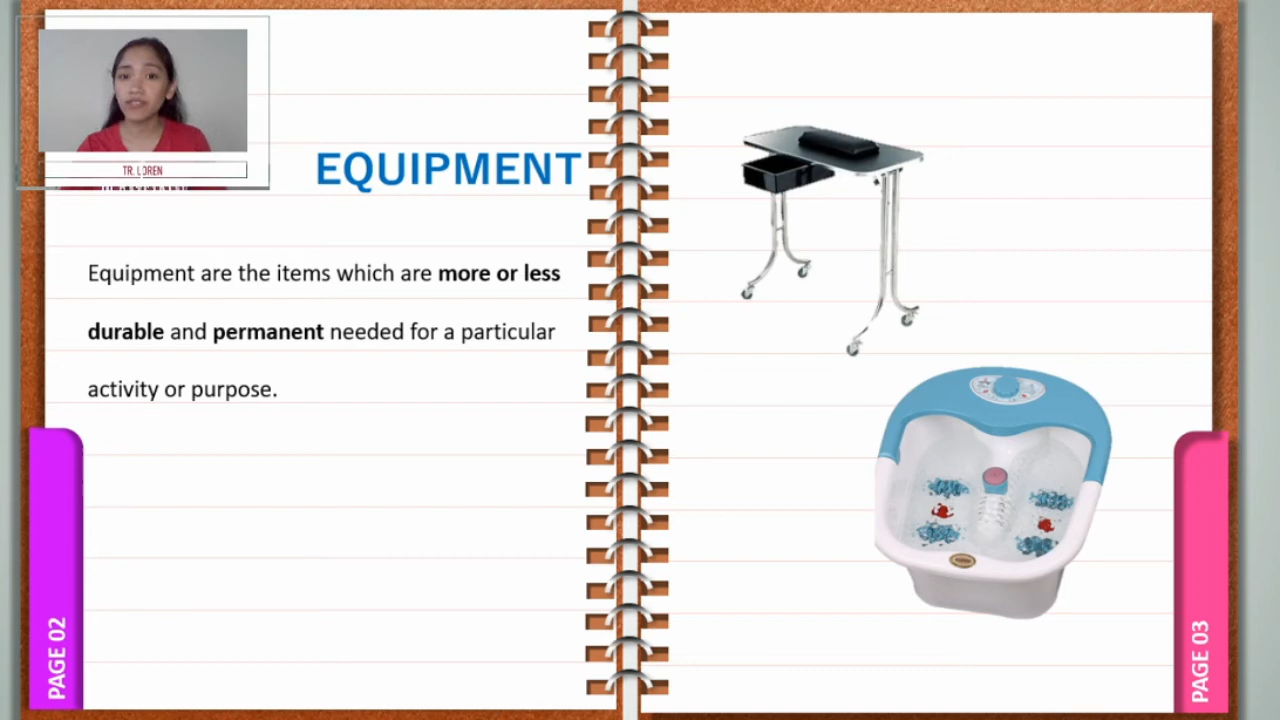 TR. LOREN
EQUIPMENT
Equipment are the items which are more or less
durable and permanent needed for a particular
activity or purpose.
PAGE 02
PAGE 03